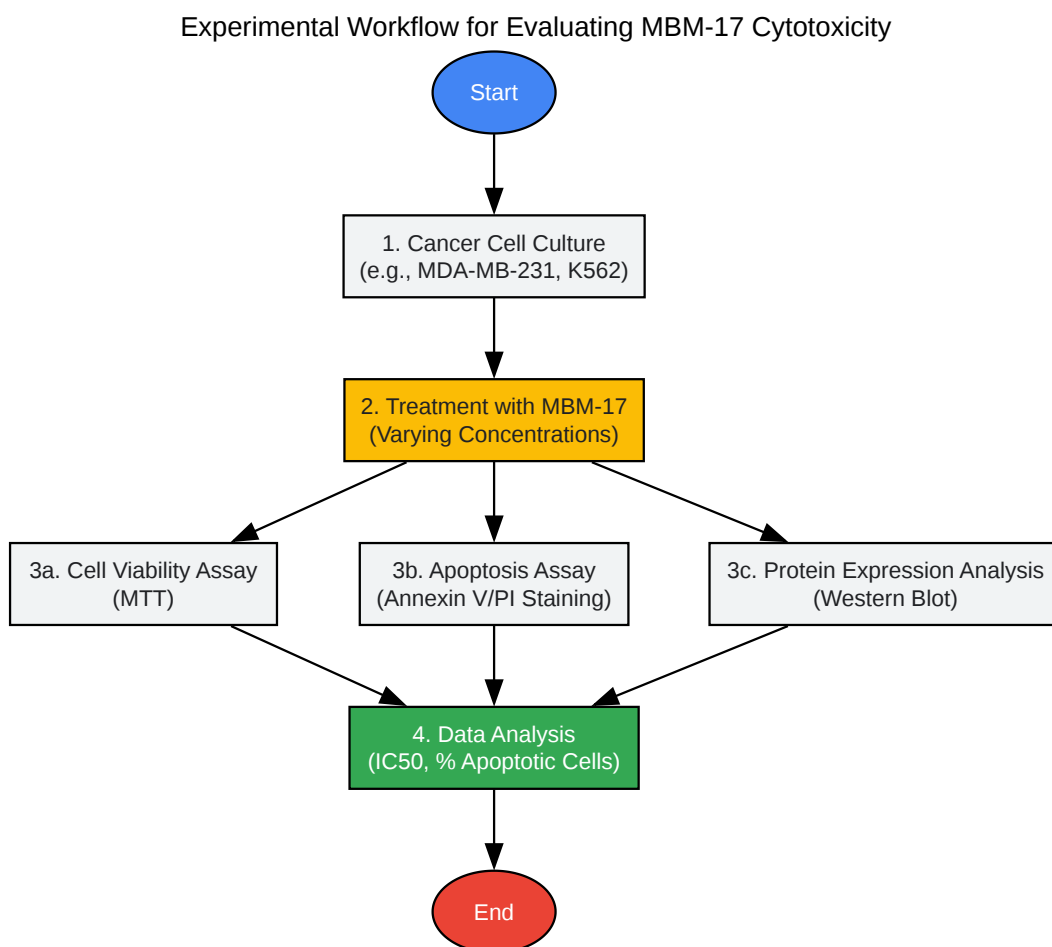 Experimental Workflow for Evaluating MBM-17 Cytotoxicity
Start
1. Cancer Cell Culture
(e.g., MDA-MB-231, K562)
2. Treatment with MBM-17
(Varying Concentrations)
3a. Cell Viability Assay
(MTT)
3b. Apoptosis Assay
(Annexin V/PI Staining)
3c. Protein Expression Analysis
(Western Blot)
4. Data Analysis
(IC50, % Apoptotic Cells)
End